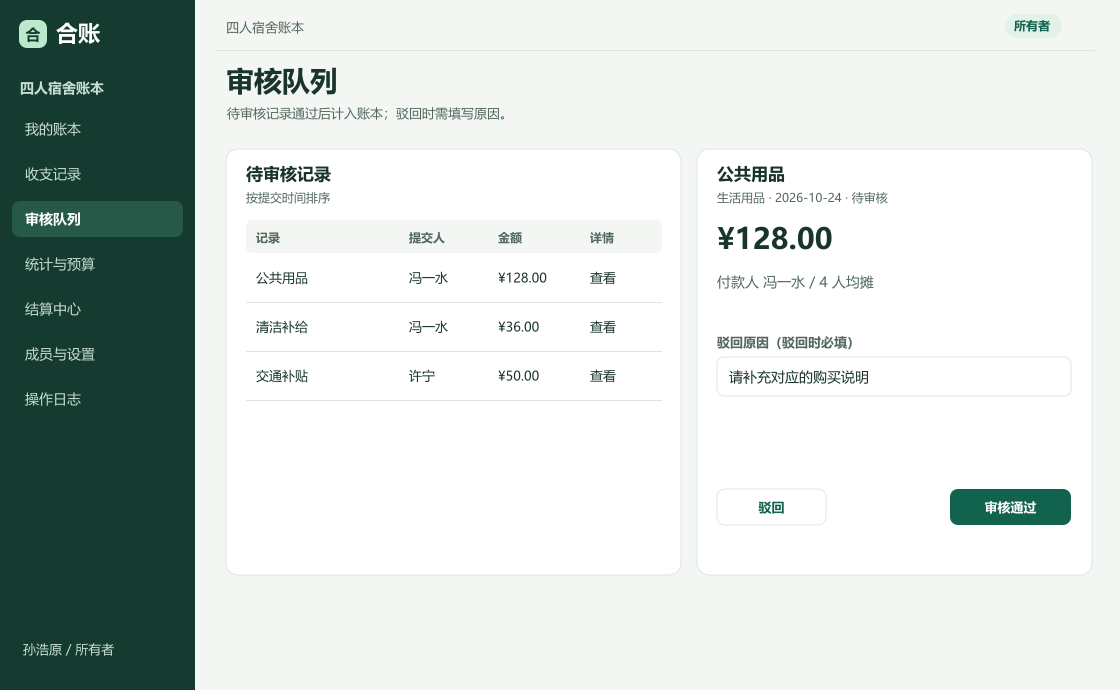 合 合账
四人宿舍账本
我的账本
收支记录
审核队列
统计与预算
结算中心
成员与设置
操作日志
孙浩原 / 所有者
四人宿舍账本
所有者
审核队列
待审核记录通过后计入账本；驳回时需填写原因。
待审核记录
按提交时间排序
记录 提交人 金额 详情
公共用品 冯一水 ¥128.00 查看
清洁补给 冯一水 ¥36.00 查看
交通补贴 许宁 ¥50.00 查看
公共用品
生活用品 · 2026-10-24 · 待审核
¥128.00
付款人 冯一水 / 4 人均摊
驳回原因（驳回时必填）
请补充对应的购买说明
驳回 审核通过